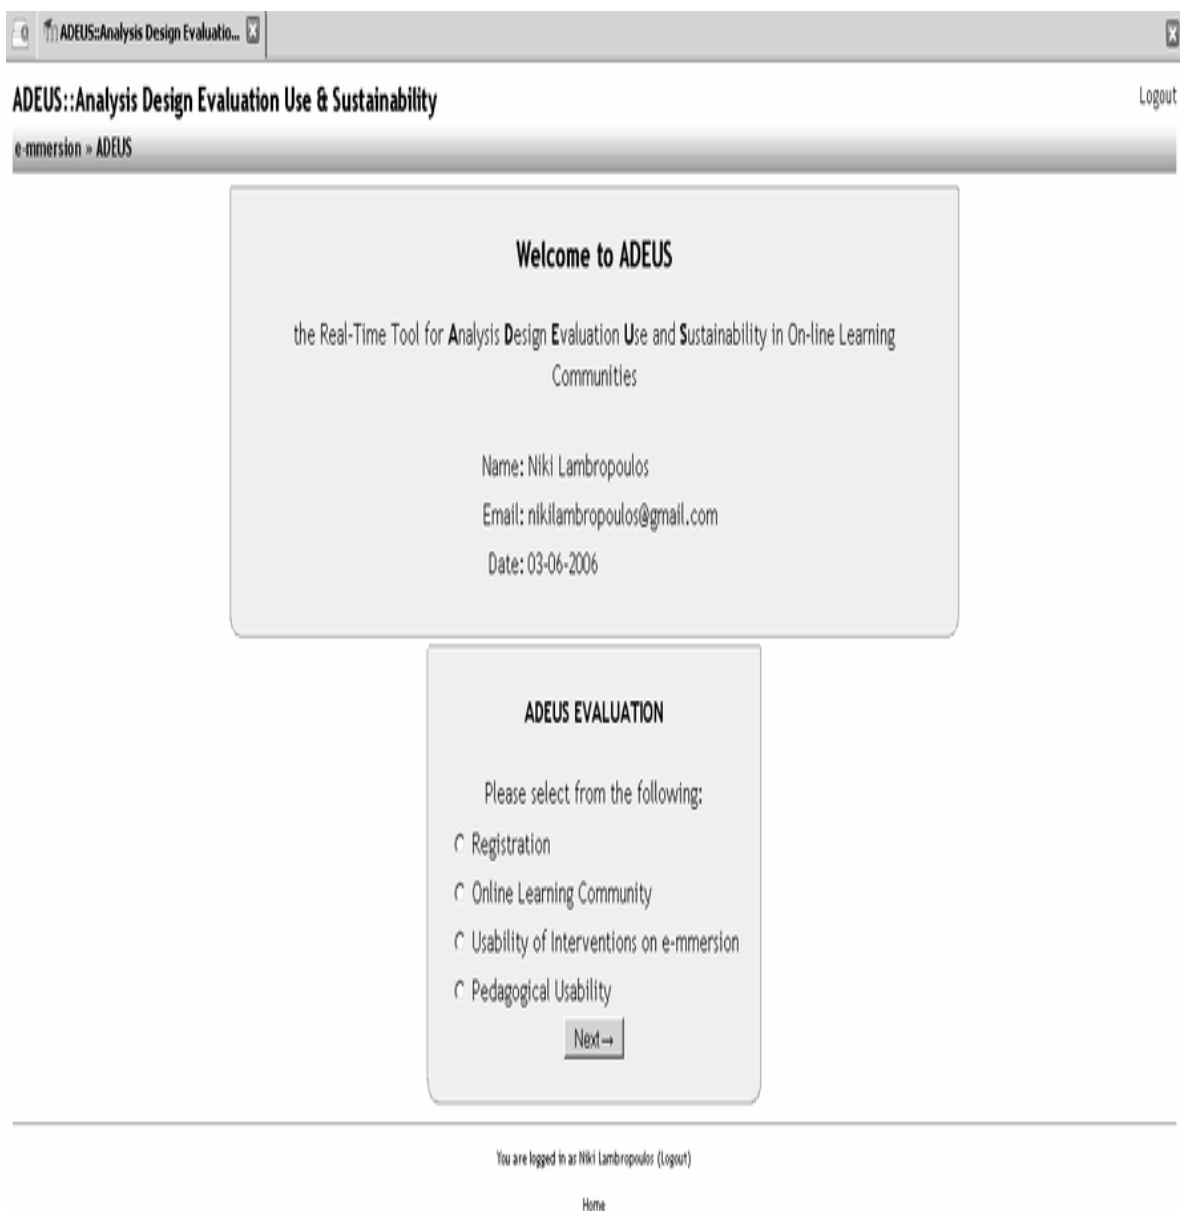 ADEUS::Analysis Design Evaluatio...
ADEUS::Analysis Design Evaluation Use & Sustainability
Logout
e-mmersion » ADEUS
Welcome to ADEUS
the Real-Time Tool for Analysis Design Evaluation Use and Sustainability in On-line Learning
Communities
Name: Niki Lambropoulos
Email: nikilambropoulos@gmail.com
Date: 03-06-2006
ADEUS EVALUATION
Please select from the following:
Registration
Online Learning Community
Usability of Interventions on e-mmersion
Pedagogical Usability
Next→
You are logged in as Niki Lambropoulos (Logout)
Home